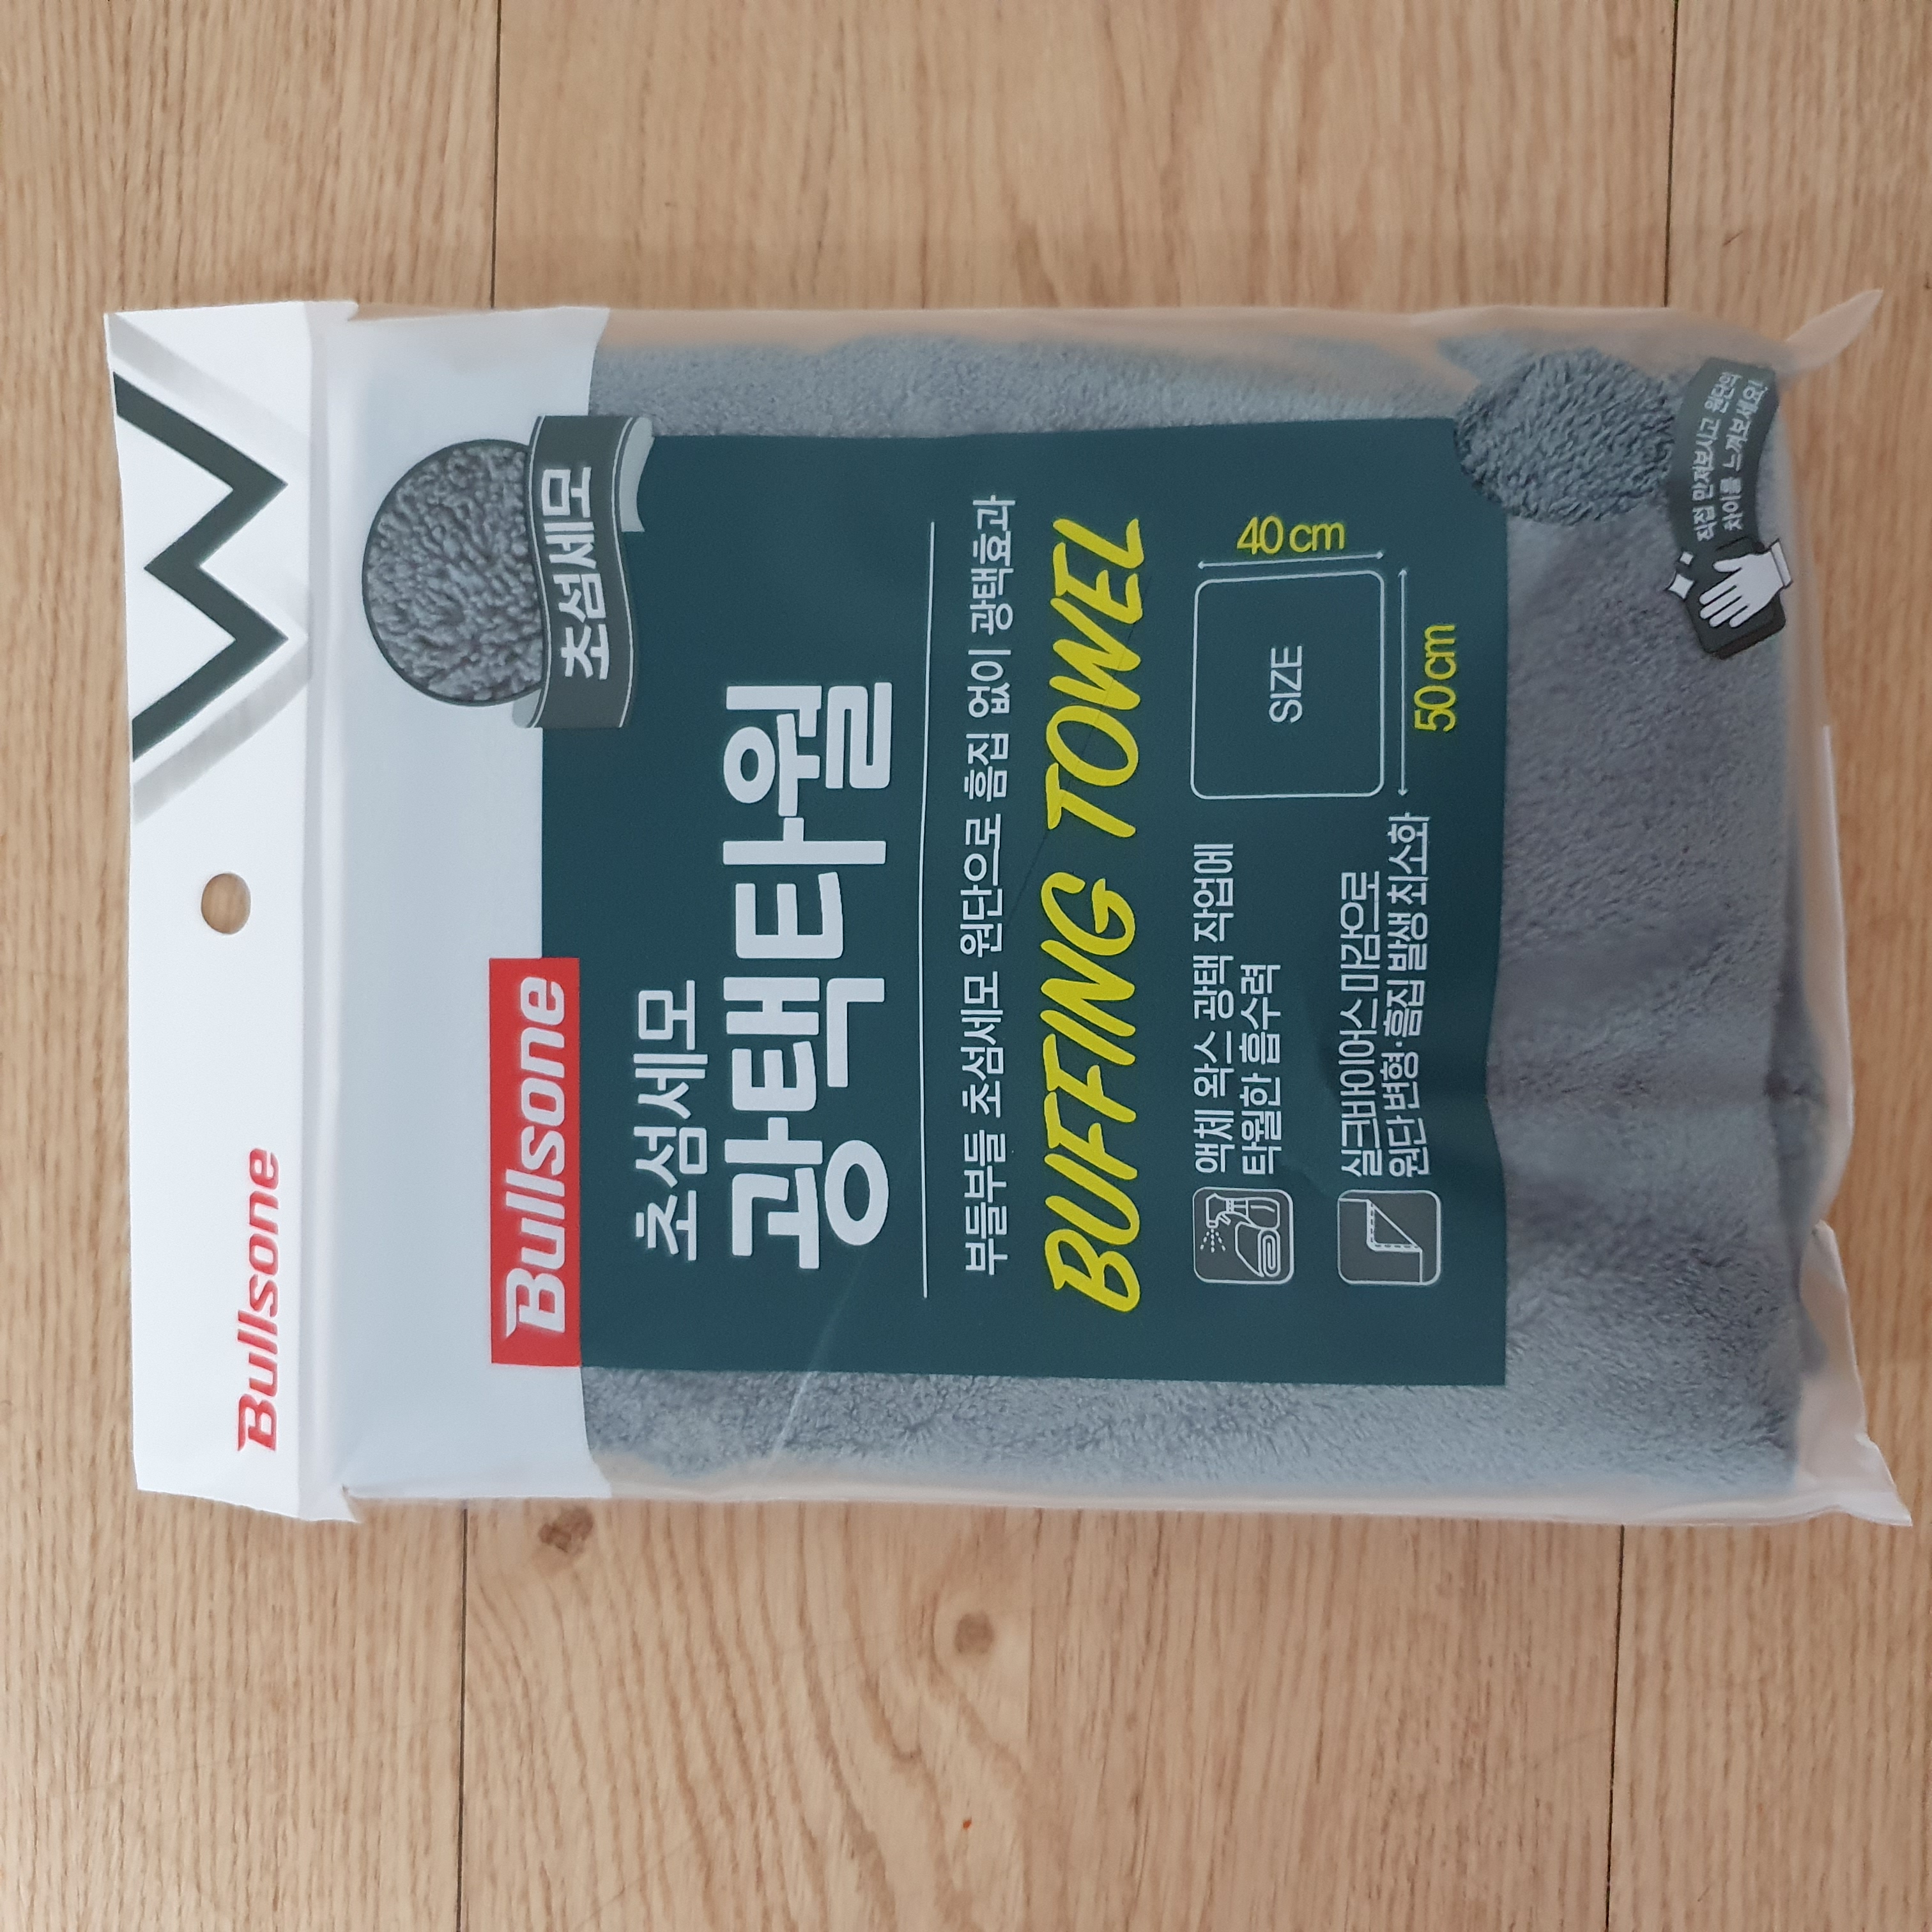 Bullsone
Bullsone
초섬세모
초섬세모
광택타월
부들부들 초섬세모 원단으로 흠집 없이 광택효과
BUFFING TOWEL
액체 왁스 광택 작업에
탁월한 흡수력
실크바이어스 마감으로
원단 변형·흠집 발생 최소화
SIZE
40cm
50cm
직접 만져보시고 원단의
차이를 느껴보세요!